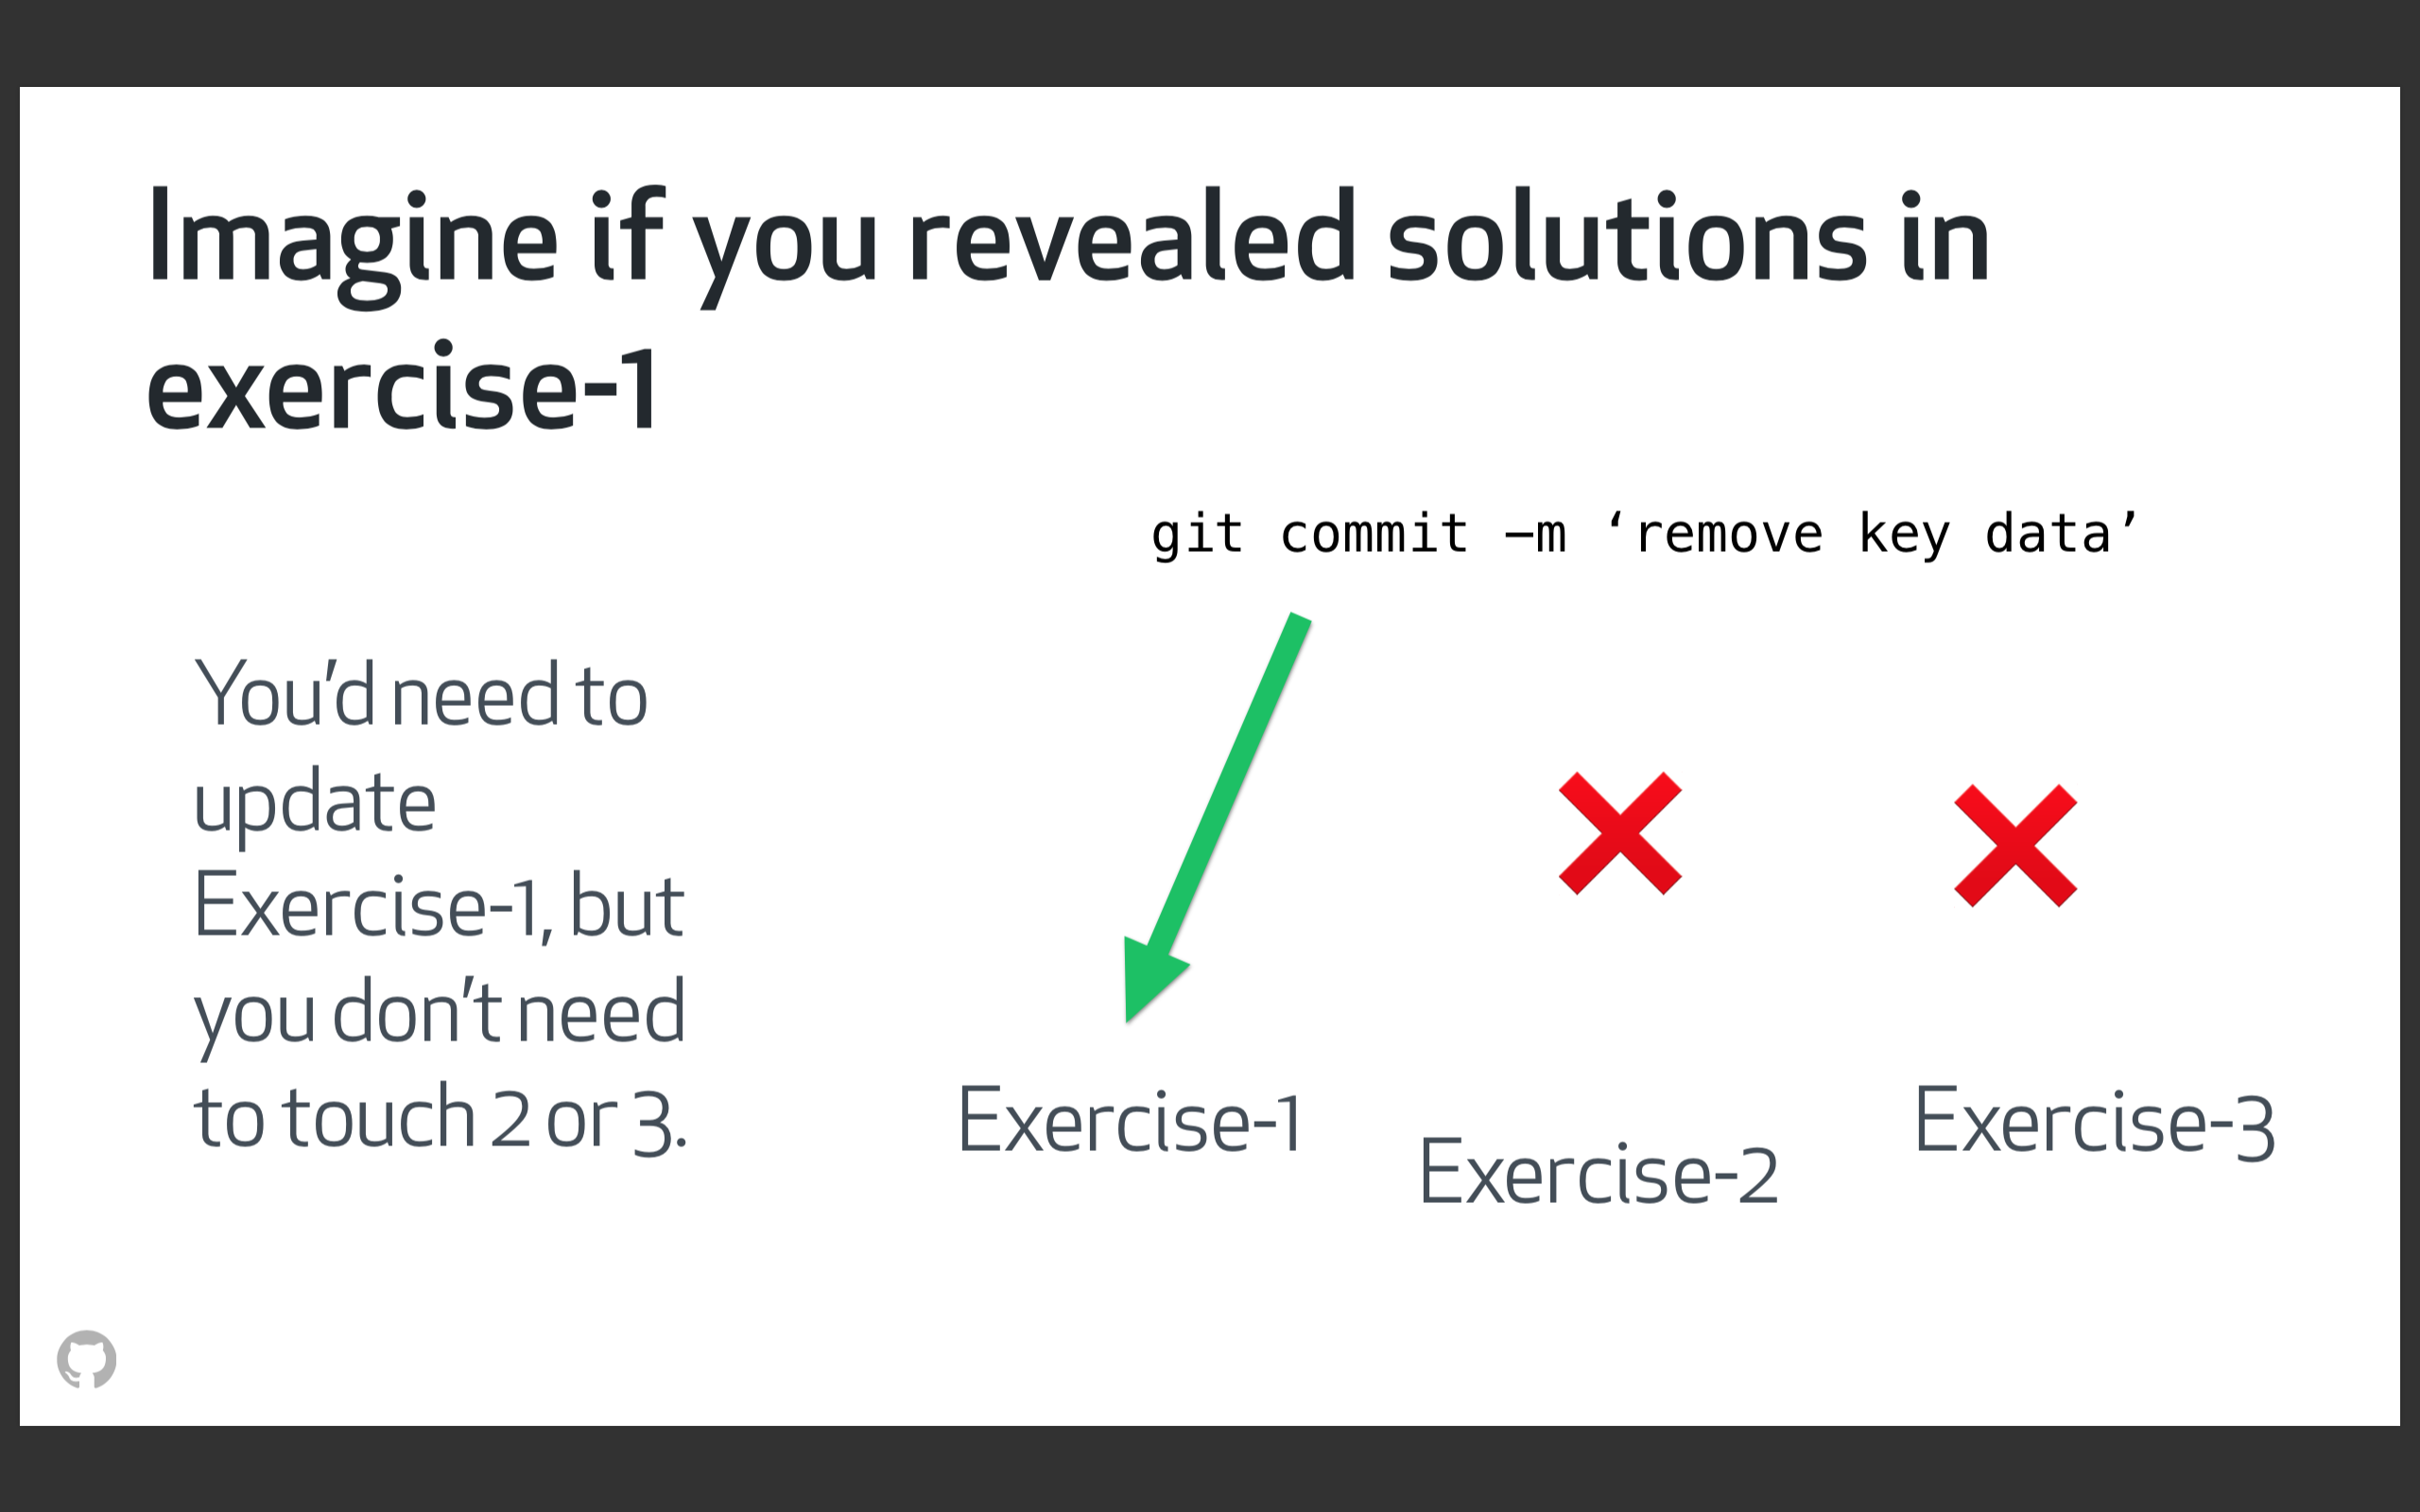 Imagine if you revealed solutions in
exercise-1
git commit –m ‘remove key data’
You’d need to
update
Exercise-1, but
you don’t need
to touch 2 or 3.
Exercise-1
Exercise-2
Exercise-3